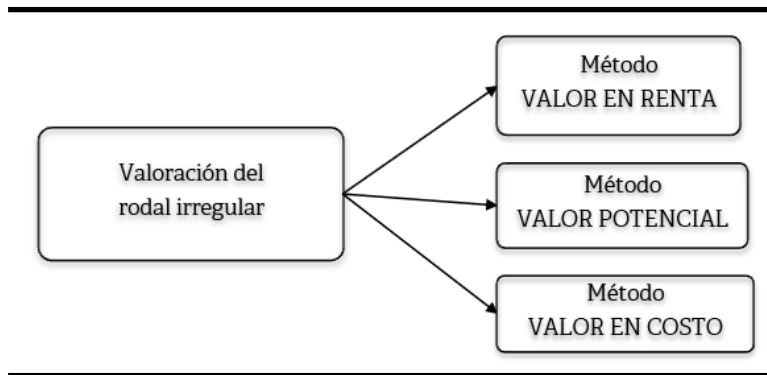 Valoración del
rodal irregular
Método
VALOR EN RENTA
Método
VALOR POTENCIAL
Método
VALOR EN COSTO